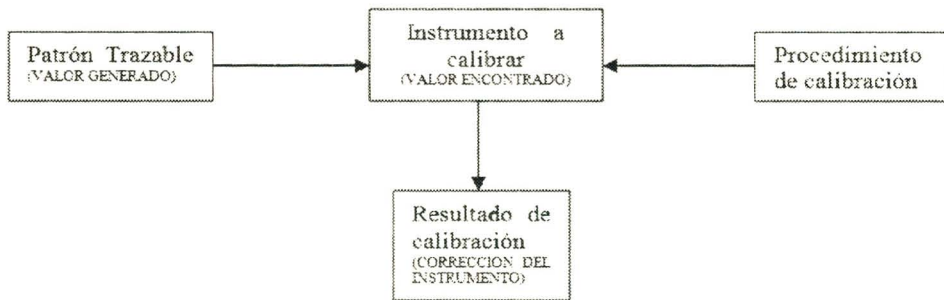 Patrón Trazable
(VALOR GENERADO)
Instrumento a
calibrar
(VALOR ENCONTRADO)
Procedimiento
de calibración
Resultado de
calibración
(CORRECCION DEL
INSTRUMENTO)